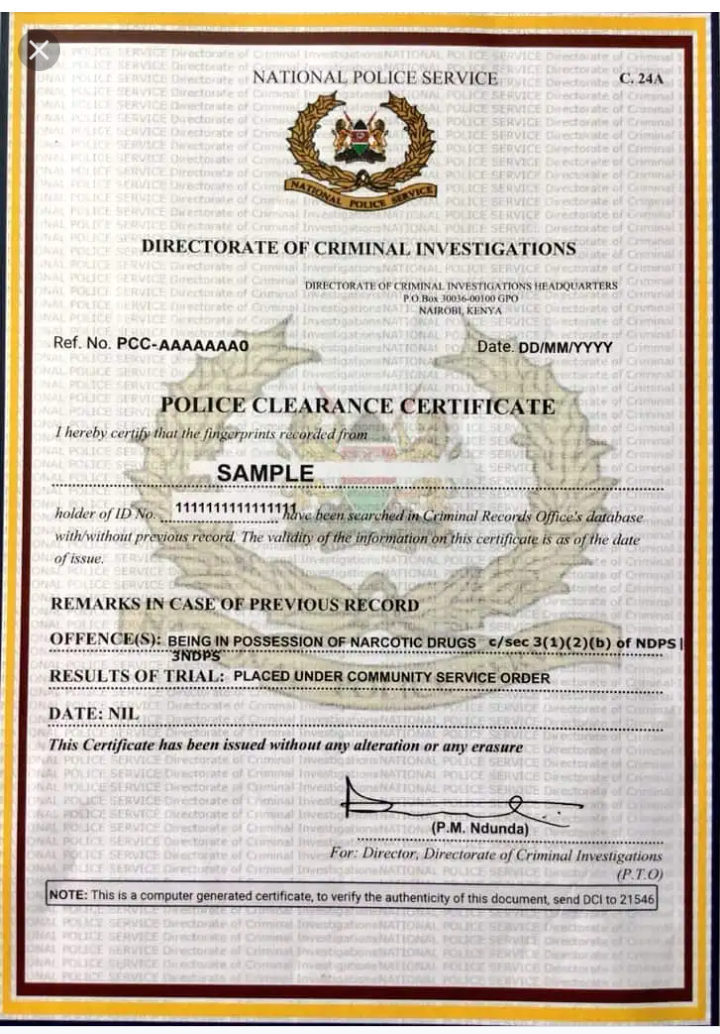 NATIONAL POLICE SERVICE C. 24A
NATIONAL POLICE SERVICE
DIRECTORATE OF CRIMINAL INVESTIGATIONS
DIRECTORATE OF CRIMINAL INVESTIGATIONS HEADQUARTERS
P.O.Box 30036-00100 GPO
NAIROBI, KENYA
Ref. No. PCC-AAAAAAA0 Date. DD/MM/YYYY
POLICE CLEARANCE CERTIFICATE
I hereby certify that the fingerprints recorded from
SAMPLE
holder of ID No. 1111111111111111 have been searched in Criminal Records Office's database
with/without previous record. The validity of the information on this certificate is as of the date
of issue.
REMARKS IN CASE OF PREVIOUS RECORD
OFFENCE(S): BEING IN POSSESSION OF NARCOTIC DRUGS c/sec 3(1)(2)(b) of NDPS |
3NDPS
RESULTS OF TRIAL: PLACED UNDER COMMUNITY SERVICE ORDER
DATE: NIL
This Certificate has been issued without any alteration or any erasure
(P.M. Ndunda)
For: Director, Directorate of Criminal Investigations
(P.T.O)
NOTE: This is a computer generated certificate, to verify the authenticity of this document, send DCI to 21546